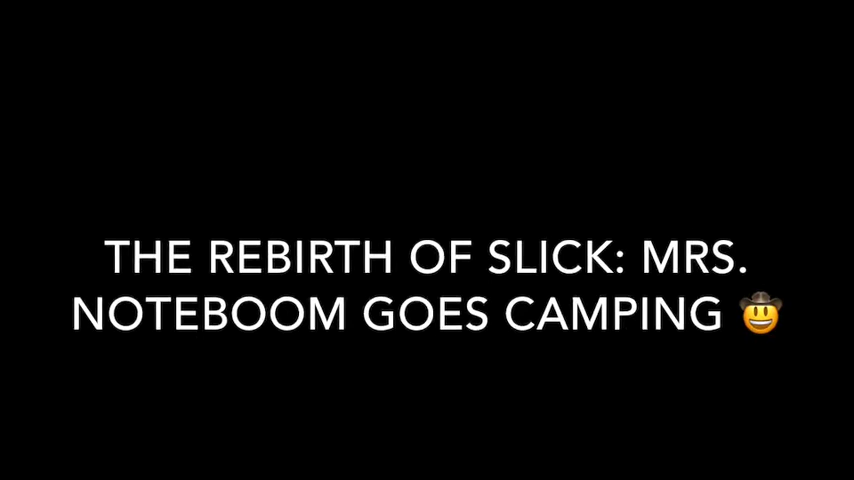 THE REBIRTH OF SLICK: MRS.
NOTEBOOM GOES CAMPING 🤠